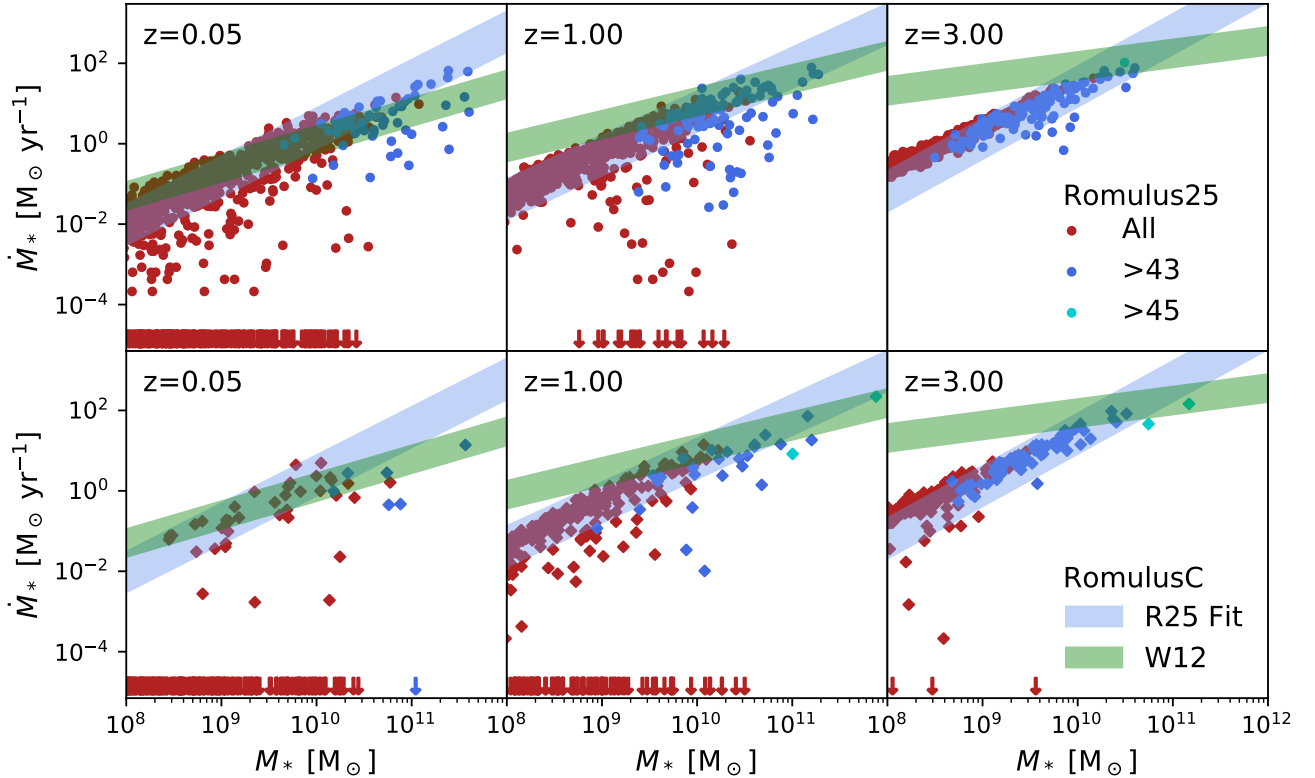 z=0.05
z=1.00
z=3.00
10²
10⁰
10⁻²
10⁻⁴
Ṁ* [M⊙ yr⁻¹]
Romulus25
All
>43
>45
z=0.05
z=1.00
z=3.00
10²
10⁰
10⁻²
10⁻⁴
Ṁ* [M⊙ yr⁻¹]
RomulusC
R25 Fit
W12
10⁸ 10⁹ 10¹⁰ 10¹¹ 10⁸ 10⁹ 10¹⁰ 10¹¹ 10⁸ 10⁹ 10¹⁰ 10¹¹ 10¹²
M* [M⊙] M* [M⊙] M* [M⊙]